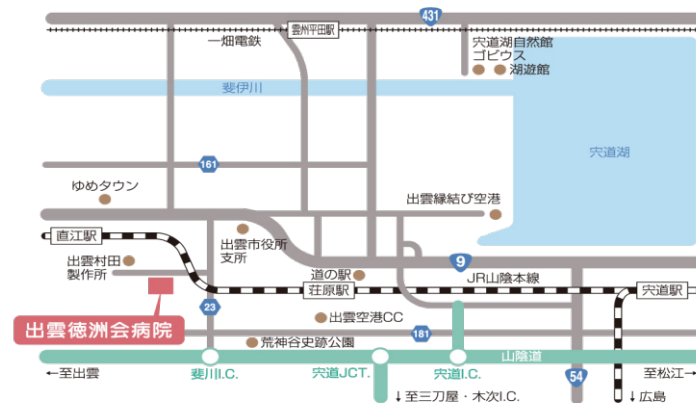 431
雲州平田駅
一畑電鉄
宍道湖自然館
ゴビウス
湖遊館
斐伊川
宍道湖
161
ゆめタウン
出雲縁結び空港
直江駅
出雲市役所
支所
9
出雲村田
製作所
道の駅
JR山陰本線
荘原駅
宍道駅
23
出雲徳洲会病院
出雲空港CC
181
荒神谷史跡公園
山陰道
←至出雲
斐川I.C.
宍道JCT.
宍道I.C.
54
至松江→
↓至三刀屋・木次I.C.
↓広島